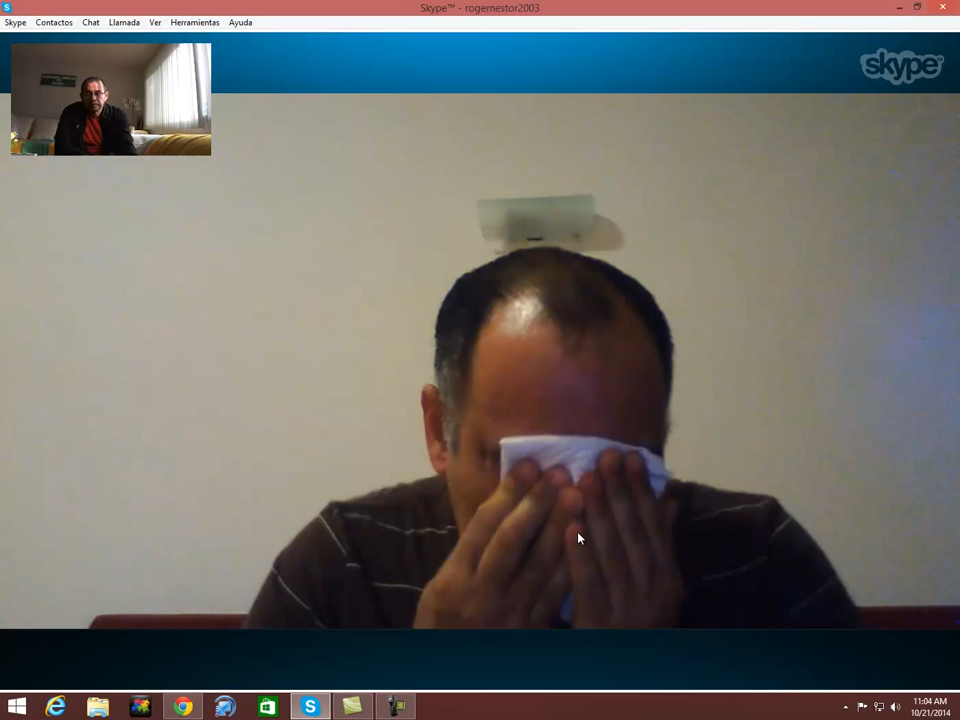 Skype™ - rogernestor2003
Skype Contactos Chat Llamada Ver Herramientas Ayuda
skype
11:04 AM
10/21/2014